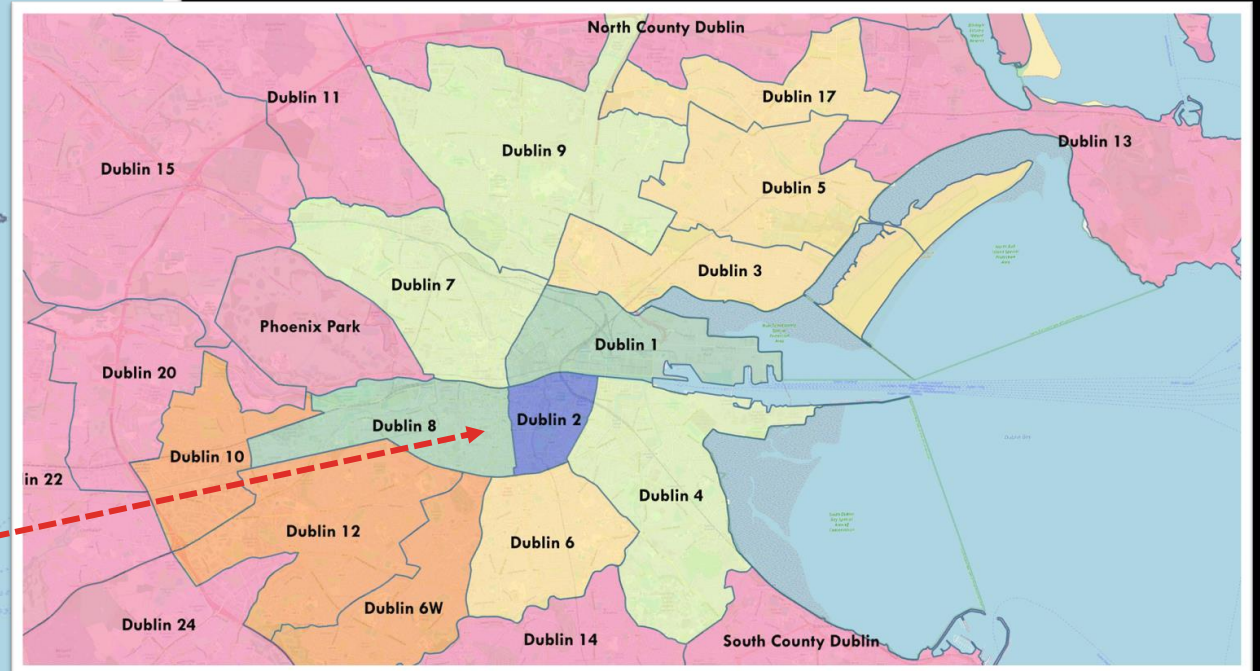 North County Dublin
Dublin 11
Dublin 17
Dublin 13
Dublin 9
Dublin 15
Dublin 5
Dublin 3
Dublin 7
Phoenix Park
Dublin 1
Dublin 20
Dublin 8
Dublin 2
Dublin 10
in 22
Dublin 4
Dublin 12
Dublin 6
Dublin 6W
Dublin 24
Dublin 14
South County Dublin